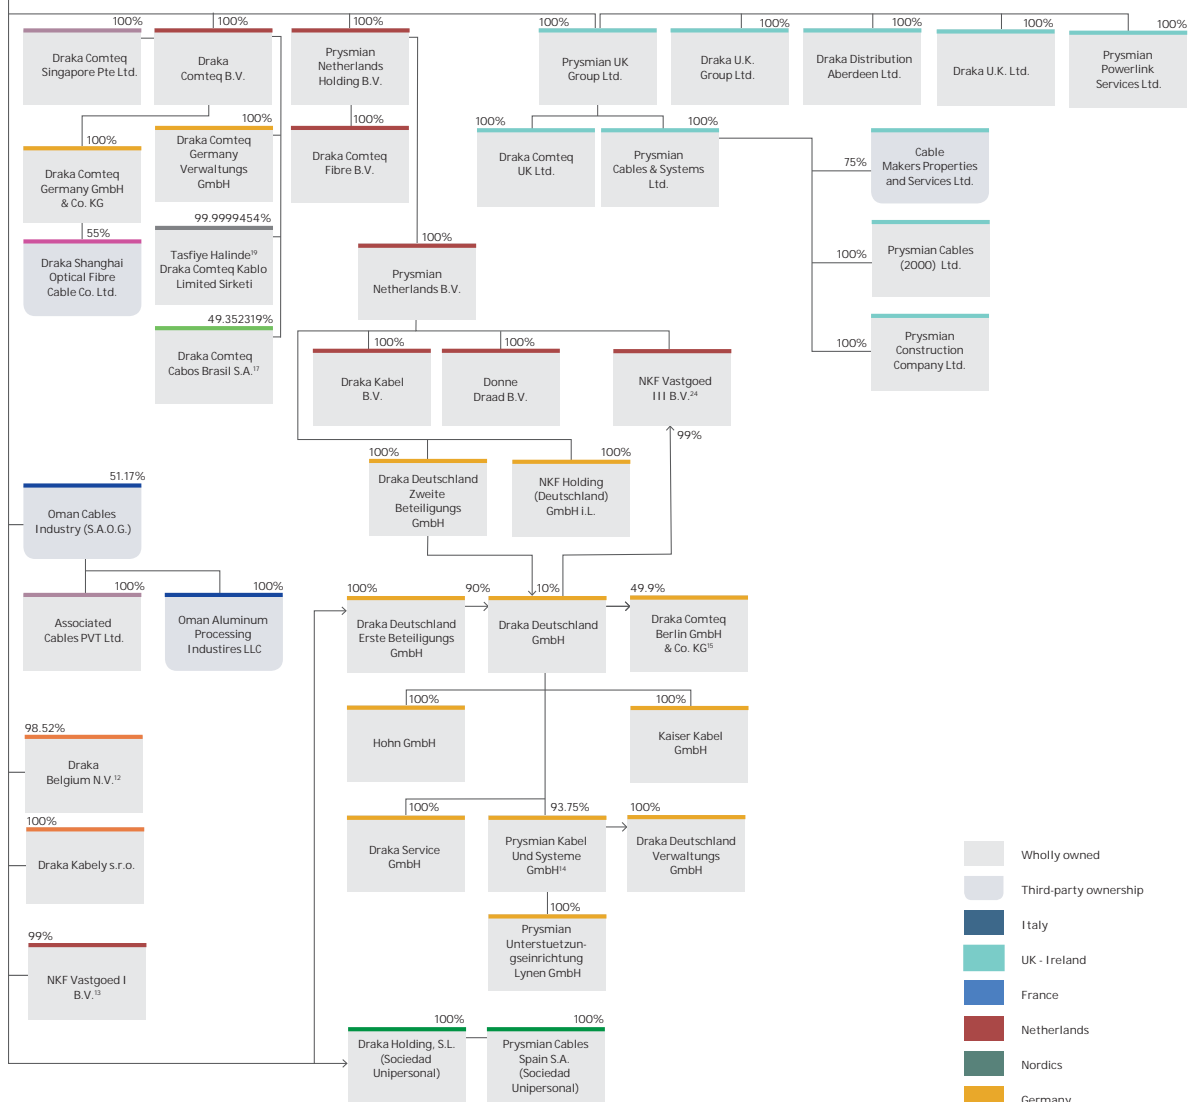 100%
100%
100%
100%
100%
100%
100%
100%
Draka Comteq
Singapore Pte Ltd.
Draka
Comteq B.V.
Prysmian
Netherlands
Holding B.V.
Prysmian UK
Group Ltd.
Draka U.K.
Group Ltd.
Draka Distribution
Aberdeen Ltd.
Draka U.K. Ltd.
Prysmian
Powerlink
Services Ltd.
100%
Draka Comteq
Germany GmbH
& Co. KG
100%
Draka Comteq
Germany
Verwaltungs
GmbH
100%
Draka Comteq
Fibre B.V.
100%
Draka Comteq
UK Ltd.
100%
Prysmian
Cables & Systems
Ltd.
75%
Cable
Makers Properties
and Services Ltd.
55%
Draka Shanghai
Optical Fibre
Cable Co. Ltd.
99.9999454%
Tasfiye Halinde¹⁹
Draka Comteq Kablo
Limited Sirketi
100%
Prysmian
Netherlands B.V.
100%
Prysmian Cables
(2000) Ltd.
49.352319%
Draka Comteq
Cabos Brasil S.A.¹⁷
100%
Draka Kabel
B.V.
100%
Donne
Draad B.V.
NKF Vastgoed
III B.V.²⁴
99%
100%
Prysmian
Construction
Company Ltd.
100%
Draka Deutschland
Zweite
Beteiligungs
GmbH
100%
NKF Holding
(Deutschland)
GmbH i.L.
51.17%
Oman Cables
Industry (S.A.O.G.)
100%
Associated
Cables PVT Ltd.
100%
Oman Aluminum
Processing
Industires LLC
100%
Draka Deutschland
Erste Beteiligungs
GmbH
90%
10%
Draka Deutschland
GmbH
49.9%
Draka Comteq
Berlin GmbH
& Co. KG¹⁵
100%
Hohn GmbH
100%
Kaiser Kabel
GmbH
98.52%
Draka
Belgium N.V.¹²
100%
Draka Kabely s.r.o.
100%
Draka Service
GmbH
93.75%
Prysmian Kabel
Und Systeme
GmbH¹⁴
100%
Draka Deutschland
Verwaltungs
GmbH
100%
Prysmian
Unterstuetzun-
gseinrichtung
Lynen GmbH
99%
NKF Vastgoed I
B.V.¹³
100%
Draka Holding, S.L.
(Sociedad
Unipersonal)
100%
Prysmian Cables
Spain S.A.
(Sociedad
Unipersonal)
Wholly owned
Third-party ownership
Italy
UK - Ireland
France
Netherlands
Nordics
Germany